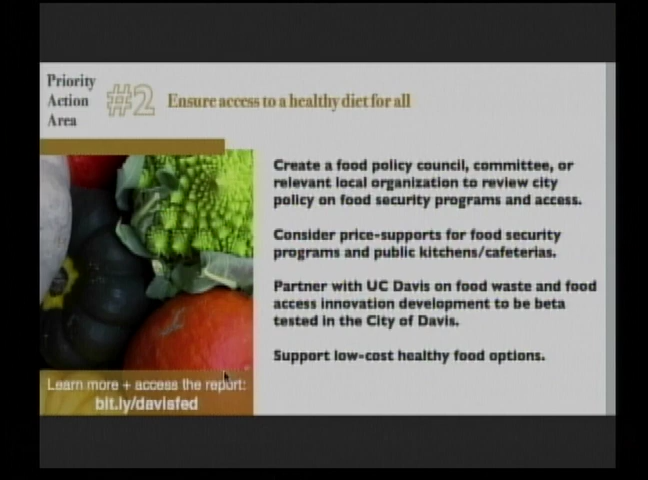 Priority
Action
Area
#2
Ensure access to a healthy diet for all
Create a food policy council, committee, or
relevant local organization to review city
policy on food security programs and access.
Consider price-supports for food security
programs and public kitchens/cafeterias.
Partner with UC Davis on food waste and food
access innovation development to be beta
tested in the City of Davis.
Support low-cost healthy food options.
Learn more + access the report:
bit.ly/davisfed